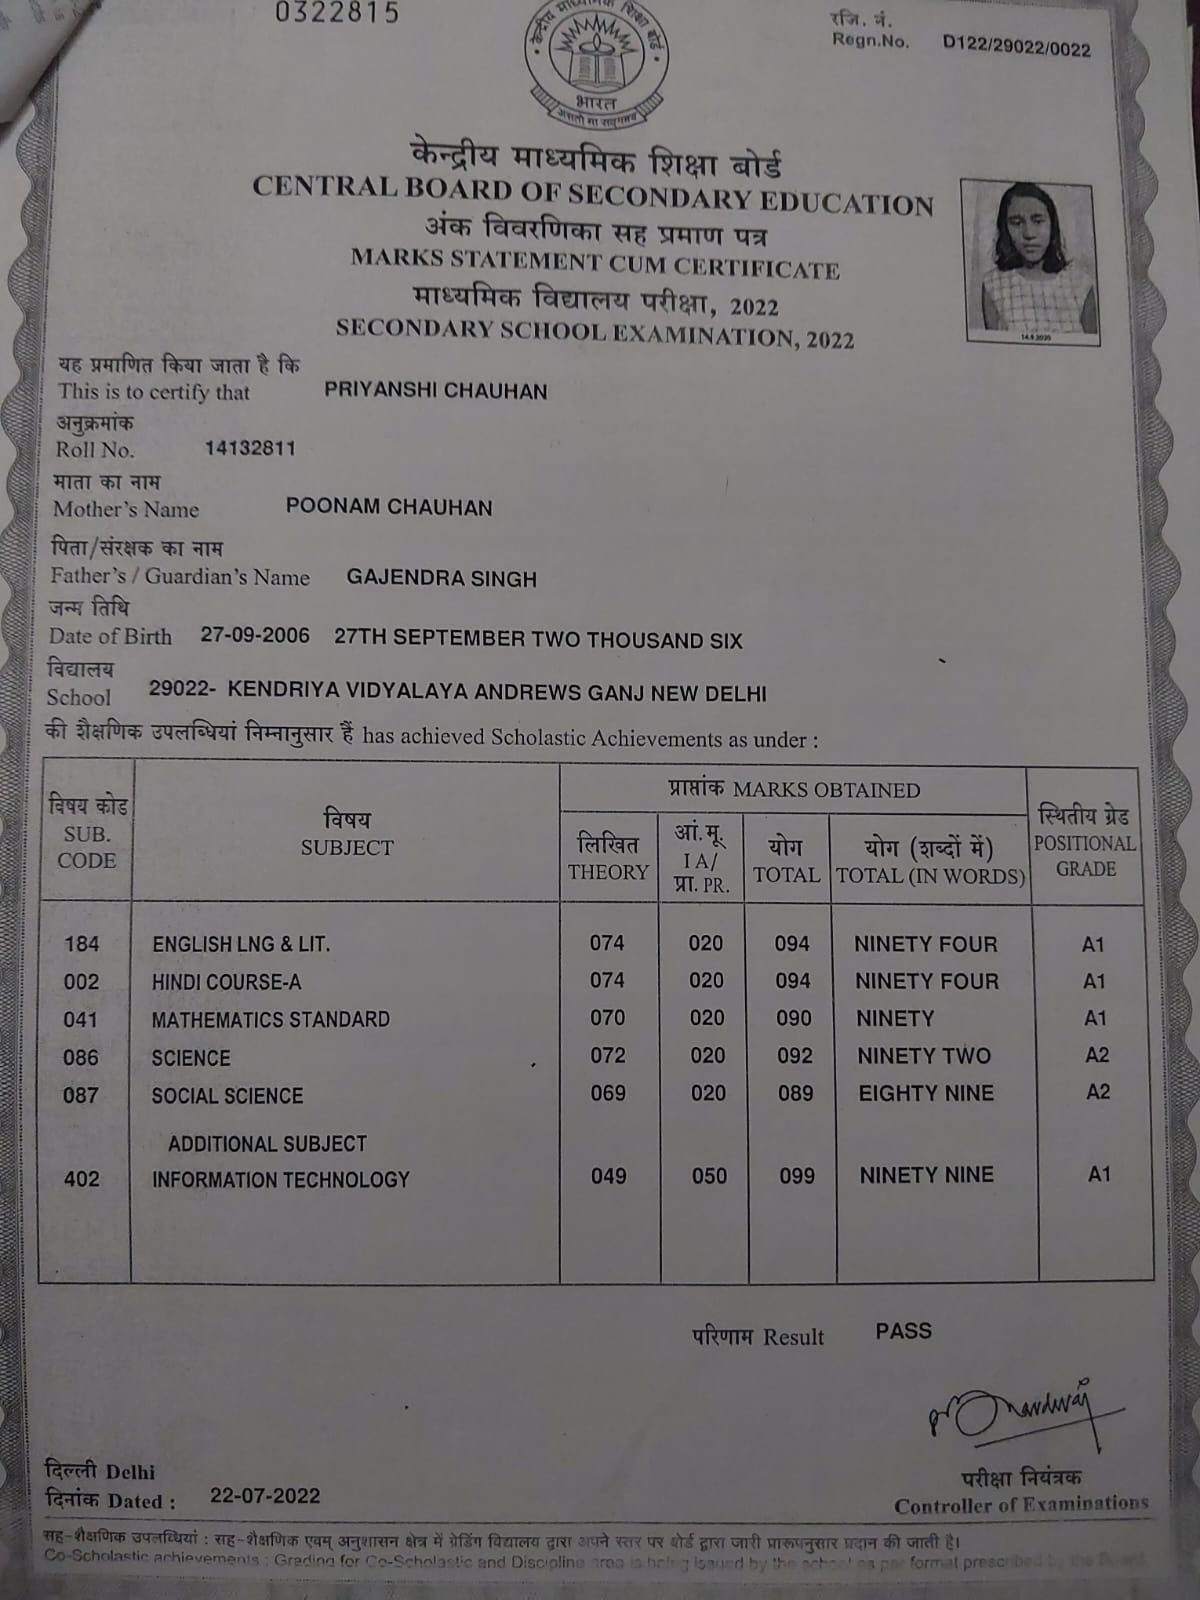 0322815
केन्द्रीय माध्यमिक शिक्षा बोर्ड
भारत
असतो मा सद्गमय
रजि. नं.
Regn.No. D122/29022/0022
केन्द्रीय माध्यमिक शिक्षा बोर्ड
CENTRAL BOARD OF SECONDARY EDUCATION
अंक विवरणिका सह प्रमाण पत्र
MARKS STATEMENT CUM CERTIFICATE
माध्यमिक विद्यालय परीक्षा, 2022
SECONDARY SCHOOL EXAMINATION, 2022
यह प्रमाणित किया जाता है कि
This is to certify that PRIYANSHI CHAUHAN
अनुक्रमांक
Roll No. 14132811
माता का नाम
Mother's Name POONAM CHAUHAN
पिता/संरक्षक का नाम
Father's / Guardian's Name GAJENDRA SINGH
जन्म तिथि
Date of Birth 27-09-2006 27TH SEPTEMBER TWO THOUSAND SIX
विद्यालय
School 29022- KENDRIYA VIDYALAYA ANDREWS GANJ NEW DELHI
की शैक्षणिक उपलब्धियां निम्नानुसार हैं has achieved Scholastic Achievements as under :
विषय कोड
SUB.
CODE
विषय
SUBJECT
प्राप्तांक MARKS OBTAINED
लिखित
THEORY
आं.मू.
I A/
प्रा. PR.
योग
TOTAL
योग (शब्दों में)
TOTAL (IN WORDS)
स्थितीय ग्रेड
POSITIONAL
GRADE
184 ENGLISH LNG & LIT. 074 020 094 NINETY FOUR A1
002 HINDI COURSE-A 074 020 094 NINETY FOUR A1
041 MATHEMATICS STANDARD 070 020 090 NINETY A1
086 SCIENCE 072 020 092 NINETY TWO A2
087 SOCIAL SCIENCE 069 020 089 EIGHTY NINE A2
ADDITIONAL SUBJECT
402 INFORMATION TECHNOLOGY 049 050 099 NINETY NINE A1
परिणाम Result PASS
दिल्ली Delhi
दिनांक Dated : 22-07-2022
परीक्षा नियंत्रक
Controller of Examinations
सह-शैक्षणिक उपलब्धियां : सह-शैक्षणिक एवम् अनुशासन क्षेत्र में ग्रेडिंग विद्यालय द्वारा अपने स्तर पर बोर्ड द्वारा जारी प्रारूपनुसार प्रदान की जाती है।
Co-Scholastic achievements : Grading for Co-Scholastic and Discipline area is being issued by the school as per format prescribed by the Board.